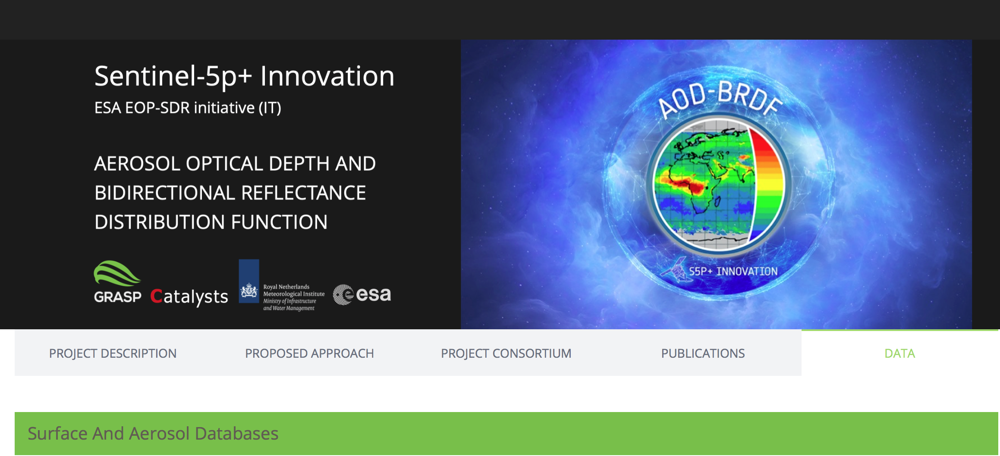 Sentinel-5p+ Innovation
ESA EOP-SDR initiative (IT)
AEROSOL OPTICAL DEPTH AND
BIDIRECTIONAL REFLECTANCE
DISTRIBUTION FUNCTION
GRASP
Catalysts
Royal Netherlands
Meteorological Institute
Ministry of Infrastructure
and Water Management
esa
AOD-BRDF
S5P+ INNOVATION
PROJECT DESCRIPTION
PROPOSED APPROACH
PROJECT CONSORTIUM
PUBLICATIONS
DATA
Surface And Aerosol Databases